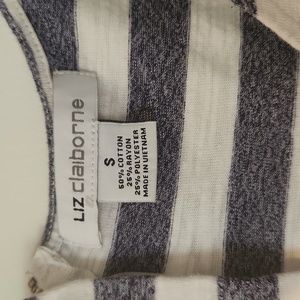 LIZ claiborne
S
50% COTTON
25% RAYON
25% POLYESTER
MADE IN VIETNAM